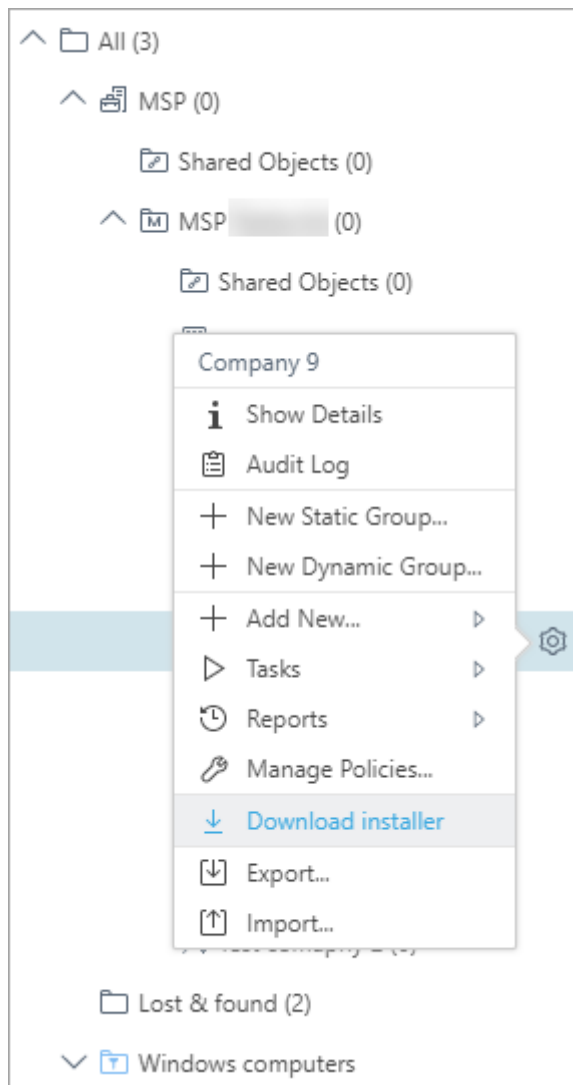 All (3)
MSP (0)
Shared Objects (0)
MSP (0)
Shared Objects (0)
Company 9
Show Details
Audit Log
New Static Group...
New Dynamic Group...
Add New...
Tasks
Reports
Manage Policies...
Download installer
Export...
Import...
Lost & found (2)
Windows computers